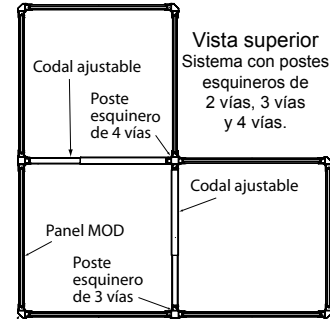 Vista superior
Sistema con postes
esquineros de
2 vías, 3 vías
y 4 vías.
Codal ajustable
Poste
esquinero
de 4 vías
Codal ajustable
Panel MOD
Poste
esquinero
de 3 vías